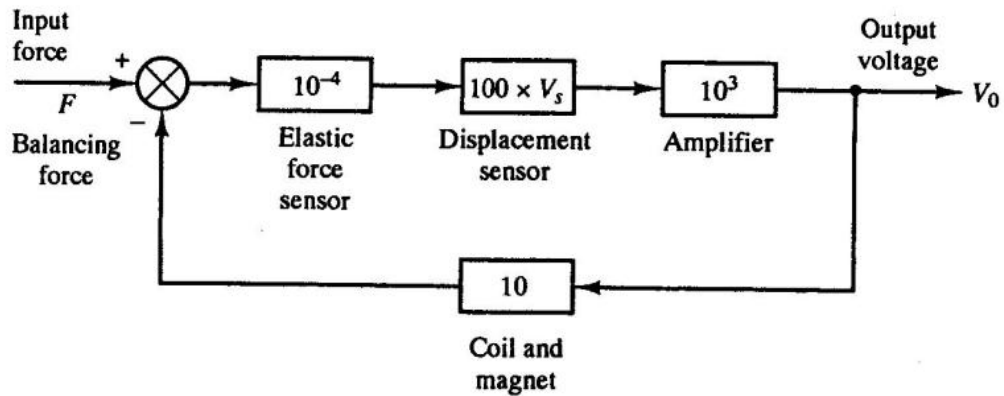 Input
force
+
F
−
Balancing
force
10⁻⁴
Elastic
force
sensor
100 × Vₛ
Displacement
sensor
10³
Amplifier
Output
voltage
V₀
10
Coil and
magnet